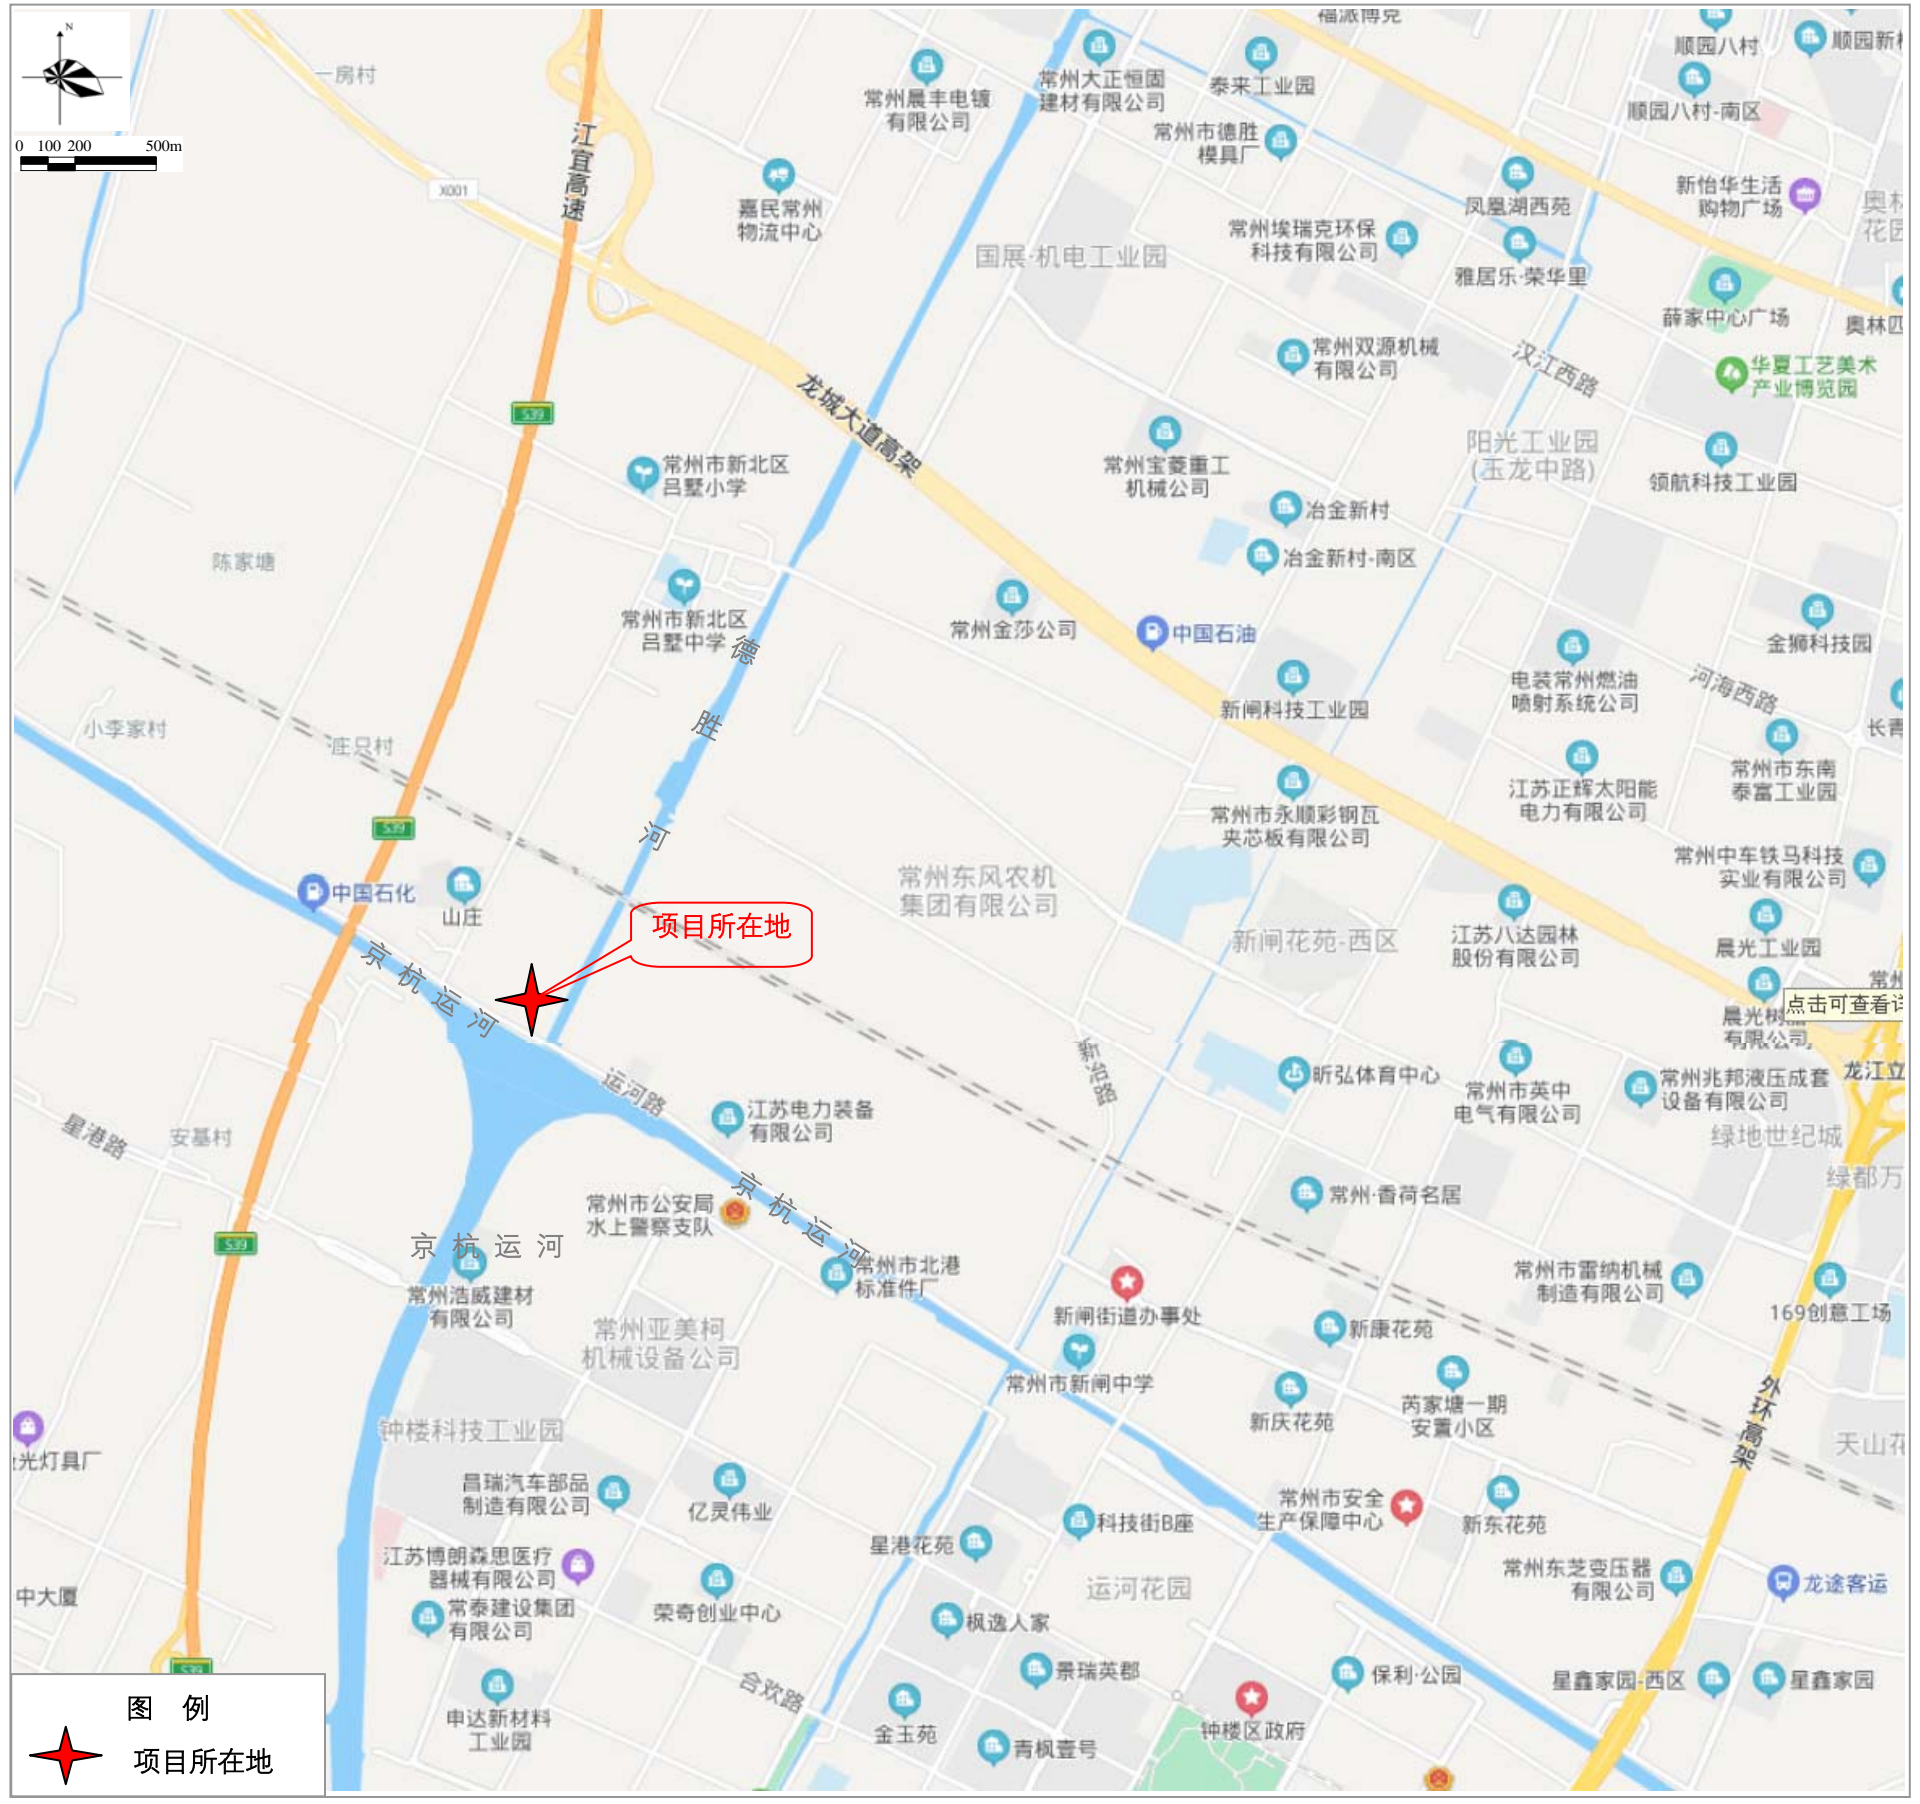 福派博克
N
顺园八村
顺园新村
一房村
常州晨丰电镀
有限公司
常州大正恒固
建材有限公司
泰来工业园
顺园八村-南区
0 100 200 500m
江宜高速
常州市德胜
模具厂
X001
嘉民常州
物流中心
凤凰湖西苑
新怡华生活
购物广场
奥林
花园
国展·机电工业园
常州埃瑞克环保
科技有限公司
雅居乐·荣华里
薛家中心广场
奥林匹
常州双源机械
有限公司
汉江西路
华夏工艺美术
产业博览园
S39
龙城大道高架
阳光工业园
(玉龙中路)
常州市新北区
吕墅小学
常州宝菱重工
机械公司
领航科技工业园
冶金新村
冶金新村-南区
陈家塘
常州市新北区
吕墅中学
常州金莎公司
中国石油
金狮科技园
德
胜
河
新闸科技工业园
电装常州燃油
喷射系统公司
河海西路
长青
小李家村
庄只村
常州市东南
泰富工业园
江苏正辉太阳能
电力有限公司
常州市永顺彩钢瓦
夹芯板有限公司
S39
中国石化
山庄
常州东风农机
集团有限公司
常州中车铁马科技
实业有限公司
项目所在地
新闸花苑-西区
江苏八达园林
股份有限公司
晨光工业园
京杭运河
常州
点击可查看详
晨光树脂
有限公司
新冶路
运河路
昕弘体育中心
常州市英中
电气有限公司
常州兆邦液压成套
设备有限公司
龙江立
星港路
安基村
江苏电力装备
有限公司
绿地世纪城
绿都万
京杭运河
常州市公安局
水上警察支队
常州·香荷名居
S39
京杭运河
常州浩威建材
有限公司
常州市北港
标准件厂
新闸街道办事处
常州市雷纳机械
制造有限公司
169创意工场
常州亚美柯
机械设备公司
新康花苑
常州市新闸中学
新庆花苑
芮家塘一期
安置小区
外环高架
钟楼科技工业园
天山花
光灯具厂
昌瑞汽车部品
制造有限公司
亿灵伟业
常州市安全
生产保障中心
新东花苑
科技街B座
星港花苑
江苏博朗森思医疗
器械有限公司
常州东芝变压器
有限公司
龙途客运
中大厦
常泰建设集团
有限公司
荣奇创业中心
运河花园
枫逸人家
S39
景瑞英郡
保利·公园
星鑫家园-西区
星鑫家园
合欢路
申达新材料
工业园
金玉苑
青枫壹号
钟楼区政府
图 例
项目所在地